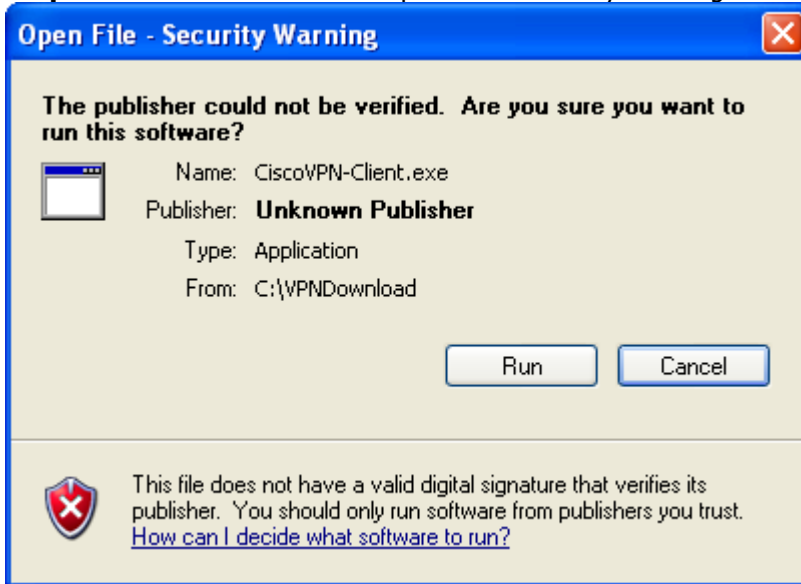 Open File - Security Warning
The publisher could not be verified.  Are you sure you want to
run this software?
Name: CiscoVPN-Client.exe
Publisher: Unknown Publisher
Type: Application
From: C:\VPNDownload
Run Cancel
This file does not have a valid digital signature that verifies its
publisher.  You should only run software from publishers you trust.
How can I decide what software to run?